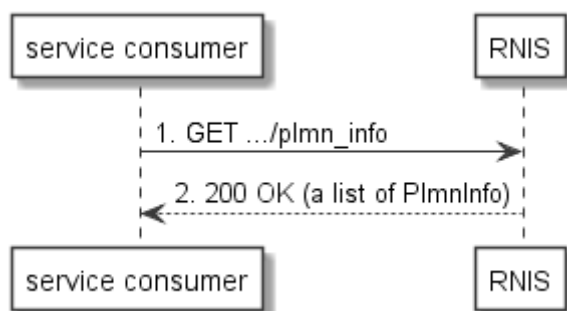 service consumer
RNIS
1. GET .../plmn_info
2. 200 OK (a list of PlmnInfo)
service consumer
RNIS